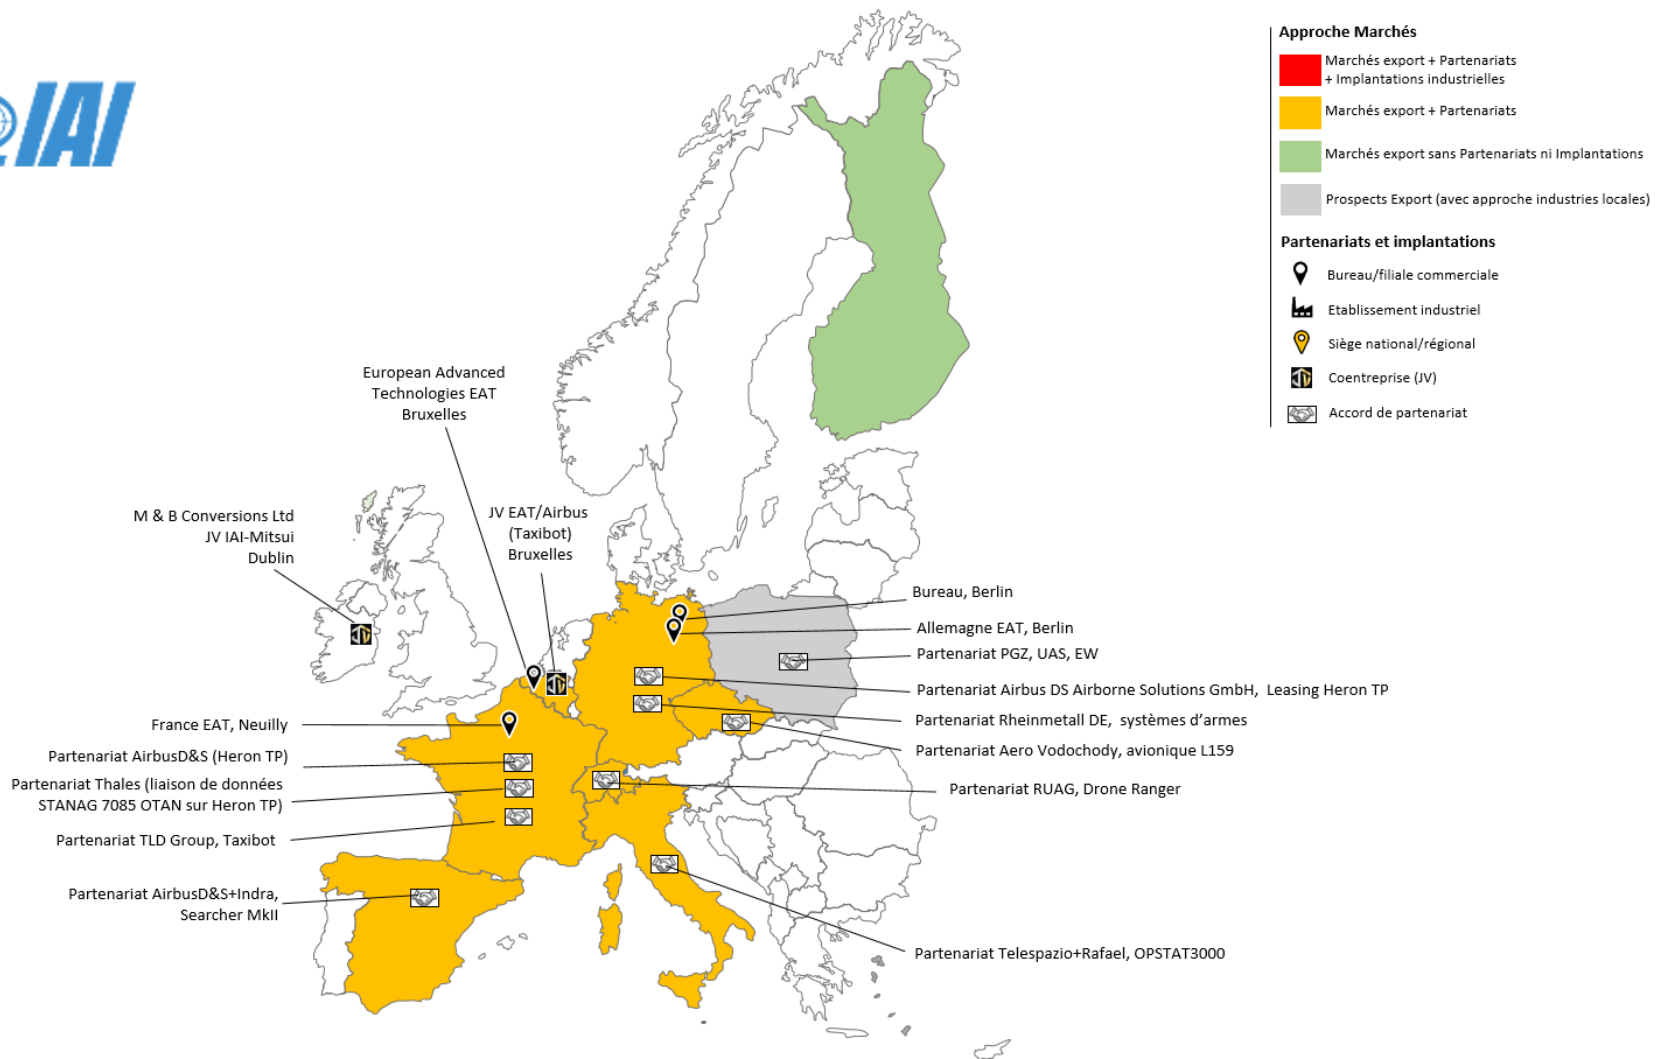 IAI
Approche Marchés
Marchés export + Partenariats
+ Implantations industrielles
Marchés export + Partenariats
Marchés export sans Partenariats ni Implantations
Prospects Export (avec approche industries locales)
Partenariats et implantations
Bureau/filiale commerciale
Etablissement industriel
Siège national/régional
Coentreprise (JV)
Accord de partenariat
European Advanced
Technologies EAT
Bruxelles
M & B Conversions Ltd
JV IAI-Mitsui
Dublin
JV EAT/Airbus
(Taxibot)
Bruxelles
Bureau, Berlin
Allemagne EAT, Berlin
Partenariat PGZ, UAS, EW
Partenariat Airbus DS Airborne Solutions GmbH, Leasing Heron TP
Partenariat Rheinmetall DE, systèmes d'armes
Partenariat Aero Vodochody, avionique L159
Partenariat RUAG, Drone Ranger
France EAT, Neuilly
Partenariat AirbusD&S (Heron TP)
Partenariat Thales (liaison de données
STANAG 7085 OTAN sur Heron TP)
Partenariat TLD Group, Taxibot
Partenariat AirbusD&S+Indra,
Searcher MkII
Partenariat Telespazio+Rafael, OPSTAT3000